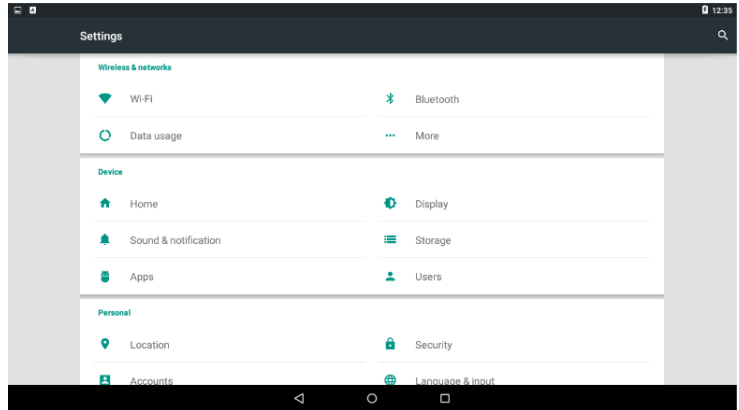 12:35
Settings
Wireless & networks
Wi-Fi
Bluetooth
Data usage
More
Device
Home
Display
Sound & notification
Storage
Apps
Users
Personal
Location
Security
Accounts
Language & input